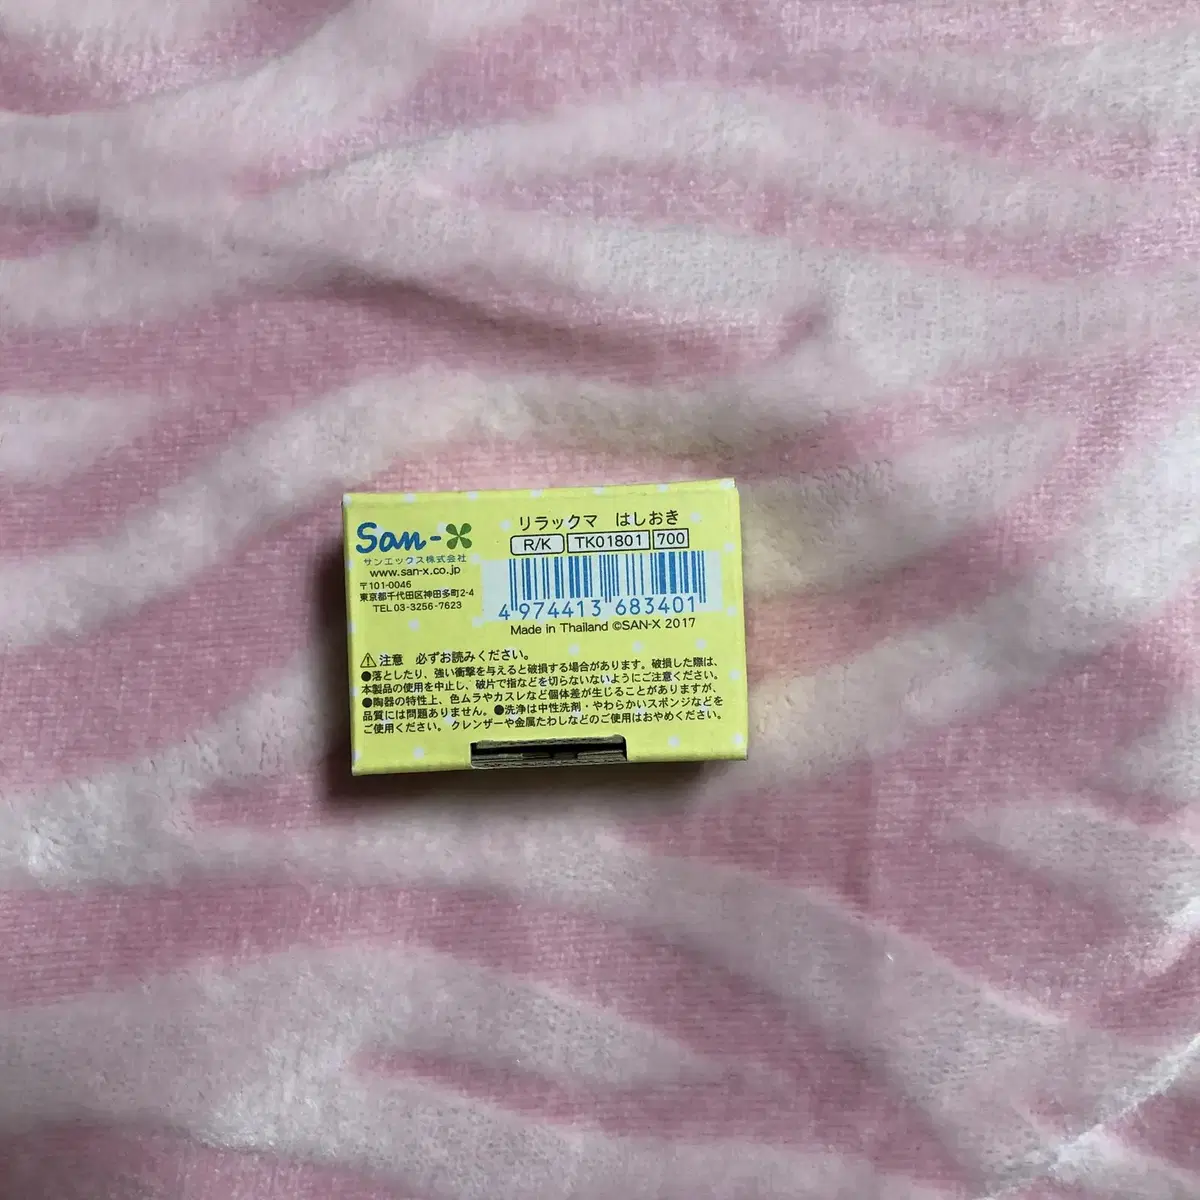 San-X
サンエックス株式会社
www.san-x.co.jp
〒101-0046
東京都千代田区神田多町2-4
TEL 03-3256-7623
リラックマ はしおき
R/K TK01801 700
4 974413 683401
Made in Thailand ©SAN-X 2017
⚠注意 必ずお読みください。
●落としたり、強い衝撃を与えると破損する場合があります。破損した際は、
本製品の使用を中止し、破片で指などを切らないないようにご注意ください。
●陶器の特性上、色ムラやカスレなど個体差が生じることがありますが、
品質には問題ありません。●洗浄は中性洗剤・やわらかいスポンジなどを
ご使用ください。クレンザーや金属たわしなどのご使用はおやめください。